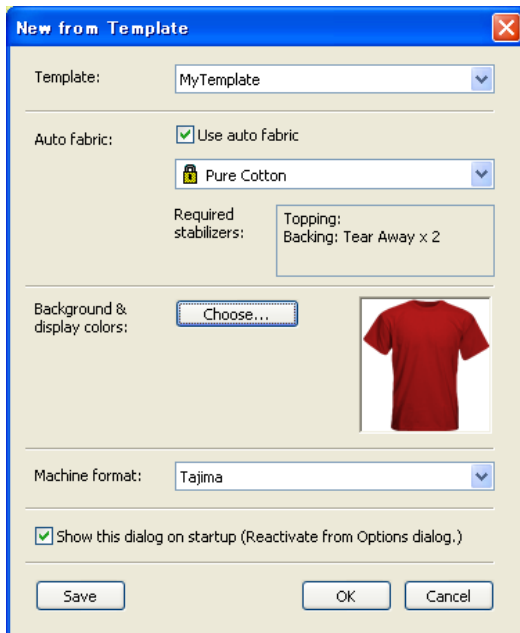 New from Template
Template:
MyTemplate
Auto fabric:
Use auto fabric
Pure Cotton
Required
stabilizers:
Topping:
Backing: Tear Away x 2
Background &
display colors:
Choose...
Machine format:
Tajima
Show this dialog on startup (Reactivate from Options dialog.)
Save
OK
Cancel